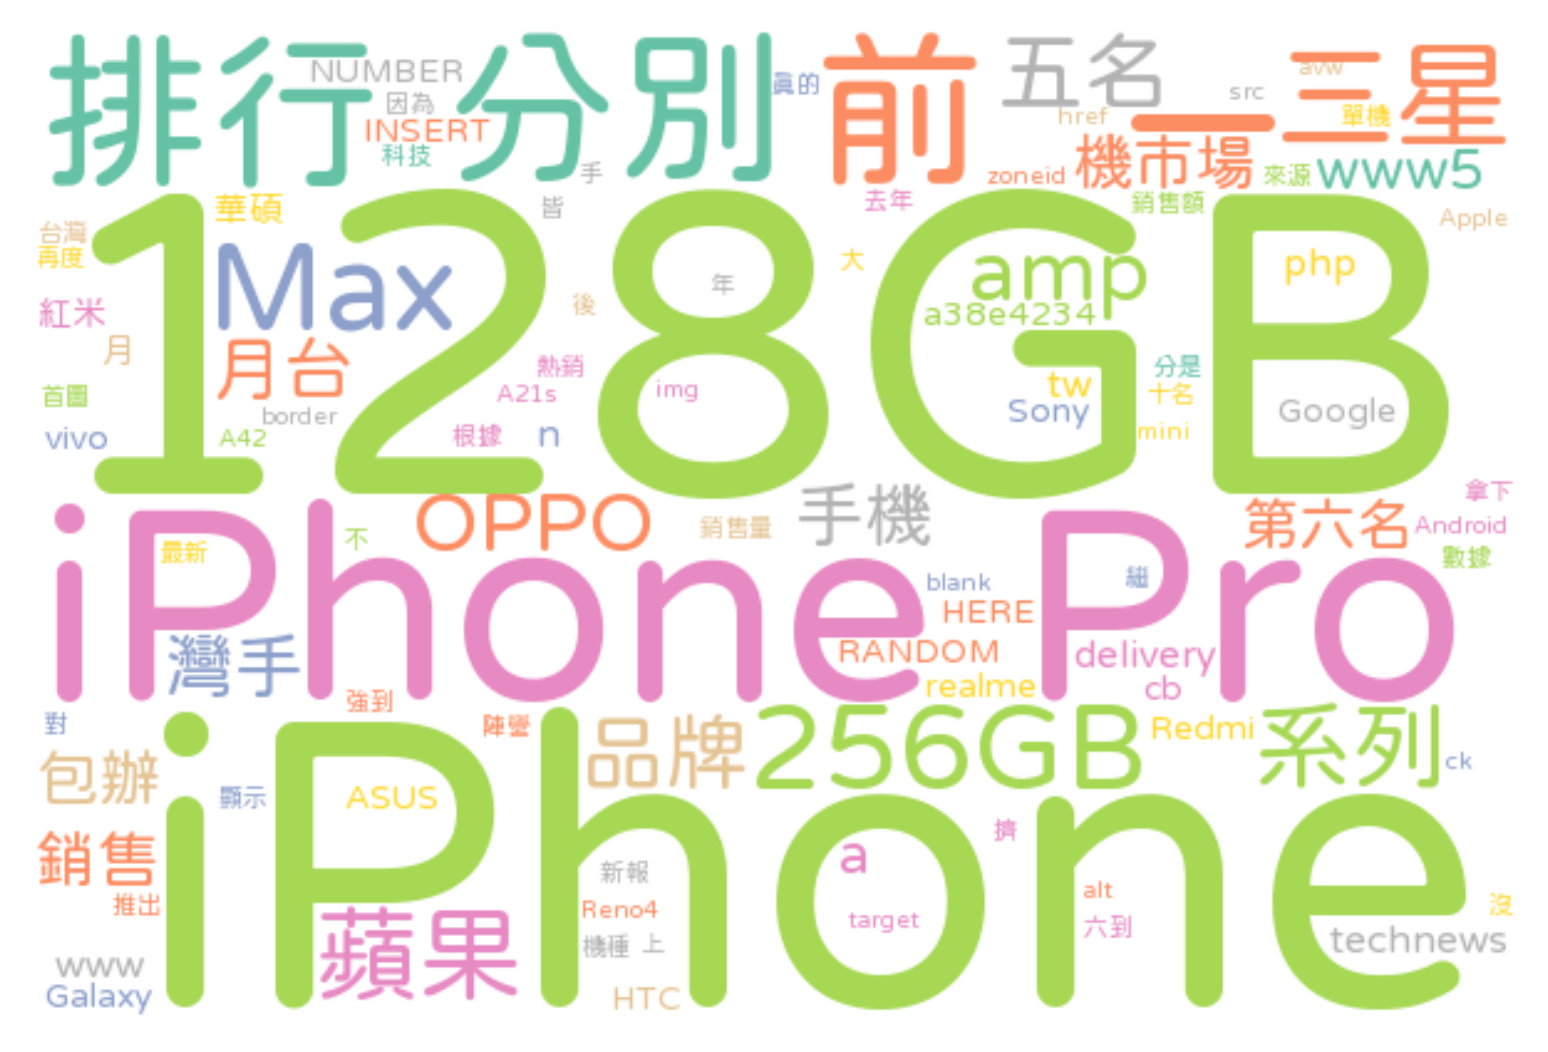 排行分別
NUMBER
因為
INSERT
科技
手
真的
前
五名
一
三星
avw
src
href
單機
zoneid
機市場
來源
www5
128GB
台灣
再度
華碩
皆
去年
銷售額
Apple
紅米
Max
月
月台
年
後
大
amp
a38e4234
php
首圖
熱銷
A21s
img
tw
分是
十名
Sony
Google
border
vivo
A42
根據
n
mini
iPhone Pro
OPPO
銷售量
手機
第六名
拿下
Android
數據
最新
不
blank
繼
HERE
RANDOM
delivery
realme
cb
灣手
強到
iPhone
對
陣營
品牌
256GB
Redmi
系列
包辦
顯示
ASUS
ck
銷售
推出
擠
a
新報
Reno4
target
alt
六到
沒
蘋果
機種
上
technews
www
Galaxy
HTC